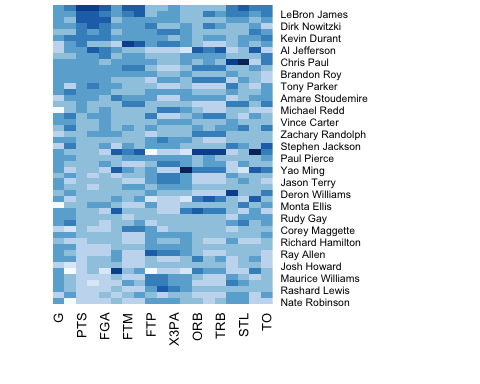 LeBron James
Dirk Nowitzki
Kevin Durant
Al Jefferson
Chris Paul
Brandon Roy
Tony Parker
Amare Stoudemire
Michael Redd
Vince Carter
Zachary Randolph
Stephen Jackson
Paul Pierce
Yao Ming
Jason Terry
Deron Williams
Monta Ellis
Rudy Gay
Corey Maggette
Richard Hamilton
Ray Allen
Josh Howard
Maurice Williams
Rashard Lewis
Nate Robinson
G
PTS
FGA
FTM
FTP
X3PA
ORB
TRB
STL
TO